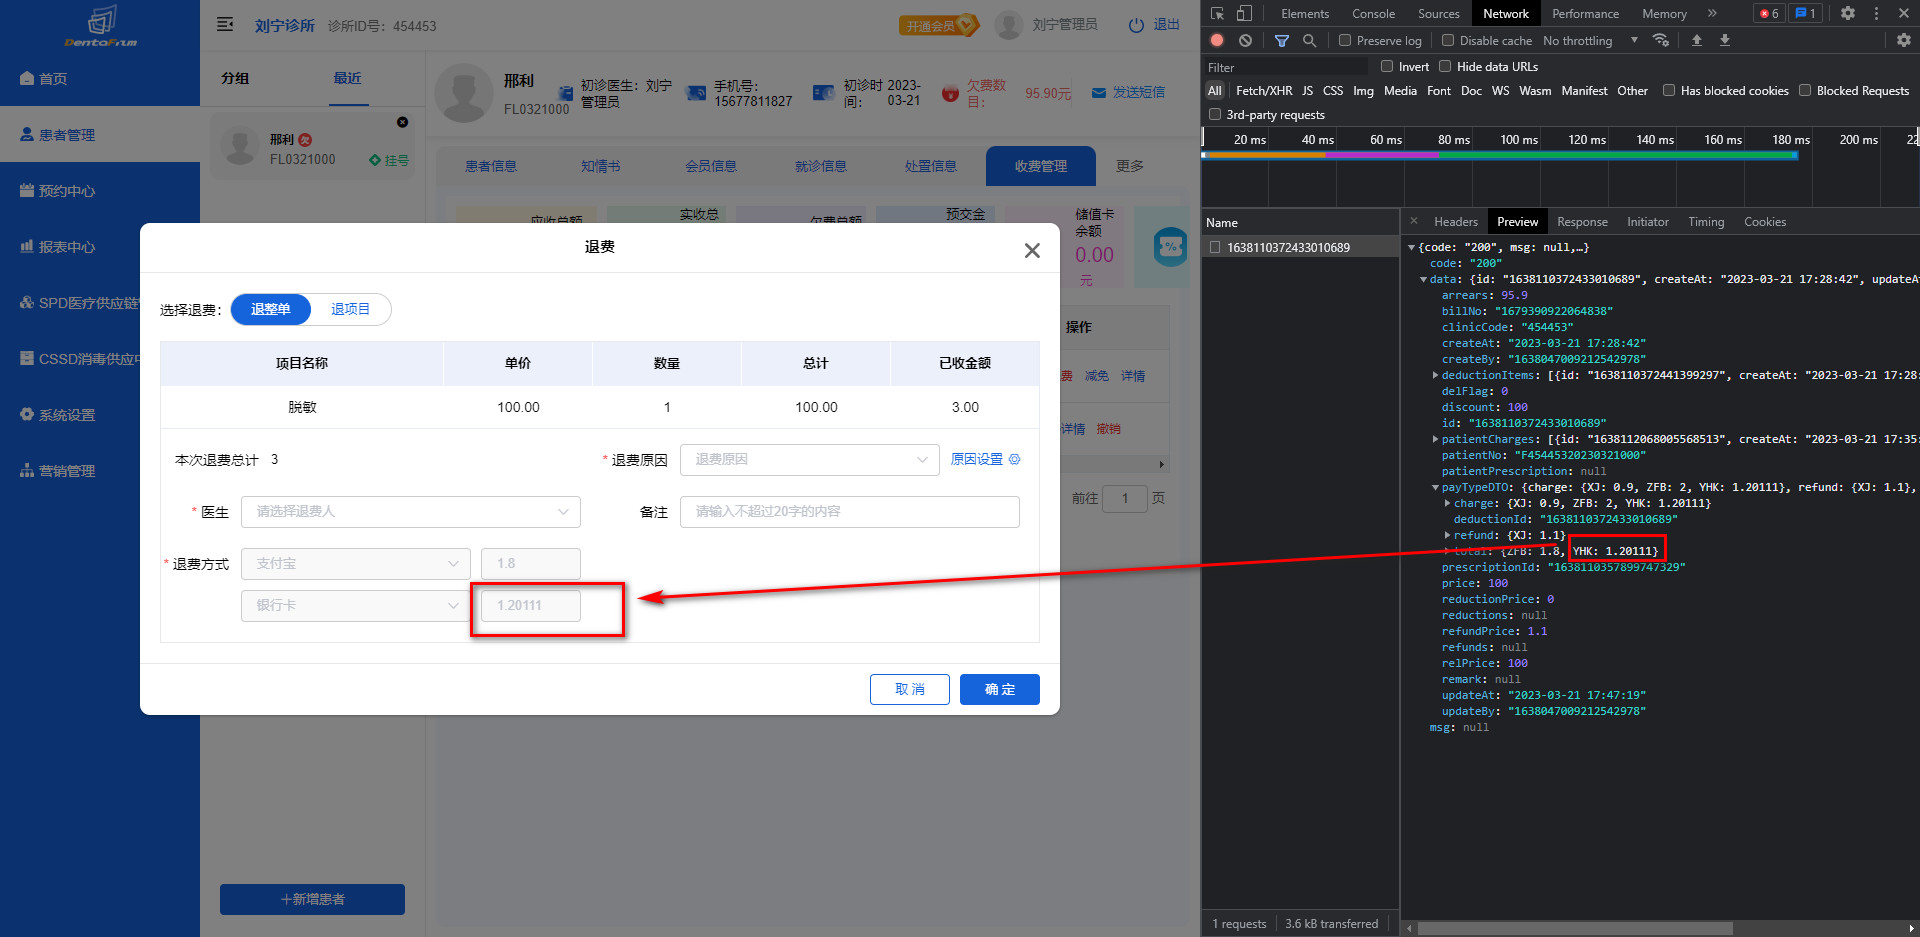 DentaFilm
首页
患者管理
预约中心
报表中心
SPD医疗供应链
CSSD消毒供应中
系统设置
营销管理
刘宁诊所
诊所ID号：454453
开通会员
刘宁管理员
退出
分组
最近
邢利
欠
FL0321000
挂号
+新增患者
邢利
FL0321000
初诊医生：刘宁
管理员
手机号：
15677811827
初诊时 2023-
间： 03-21
欠费数
目：
95.90元
发送短信
患者信息
知情书
会员信息
就诊信息
处置信息
收费管理
更多
应收总额
实收总
欠费总额
预交金
储值卡
余额
0.00
元
操作
费 减免 详情
详情 撤销
前往 1 页
退费
选择退费：
退整单
退项目
项目名称 单价 数量 总计 已收金额
脱敏 100.00 1 100.00 3.00
本次退费总计 3
* 退费原因
退费原因
原因设置
* 医生
请选择退费人
备注
请输入不超过20字的内容
* 退费方式
支付宝
1.8
银行卡
1.20111
取 消
确 定
Elements
Console
Sources
Network
Performance
Memory
6
1
Preserve log
Disable cache
No throttling
Filter
Invert
Hide data URLs
All
Fetch/XHR
JS
CSS
Img
Media
Font
Doc
WS
Wasm
Manifest
Other
Has blocked cookies
Blocked Requests
3rd-party requests
20 ms
40 ms
60 ms
80 ms
100 ms
120 ms
140 ms
160 ms
180 ms
200 ms
22
Name
1638110372433010689
Headers
Preview
Response
Initiator
Timing
Cookies
{code: "200", msg: null,…}
code: "200"
data: {id: "1638110372433010689", createAt: "2023-03-21 17:28:42", updateA
arrears: 95.9
billNo: "1679390922064838"
clinicCode: "454453"
createAt: "2023-03-21 17:28:42"
createBy: "1638047009212542978"
deductionItems: [{id: "1638110372441399297", createAt: "2023-03-21 17:28:
delFlag: 0
discount: 100
id: "1638110372433010689"
patientCharges: [{id: "1638112068005568513", createAt: "2023-03-21 17:35:
patientNo: "F45445320230321000"
patientPrescription: null
payTypeDTO: {charge: {XJ: 0.9, ZFB: 2, YHK: 1.20111}, refund: {XJ: 1.1},
charge: {XJ: 0.9, ZFB: 2, YHK: 1.20111}
deductionId: "1638110372433010689"
refund: {XJ: 1.1}
total: {ZFB: 1.8, YHK: 1.20111}
prescriptionId: "1638110357899747329"
price: 100
reductionPrice: 0
reductions: null
refundPrice: 1.1
refunds: null
relPrice: 100
remark: null
updateAt: "2023-03-21 17:47:19"
updateBy: "1638047009212542978"
msg: null
1 requests
3.6 kB transferred